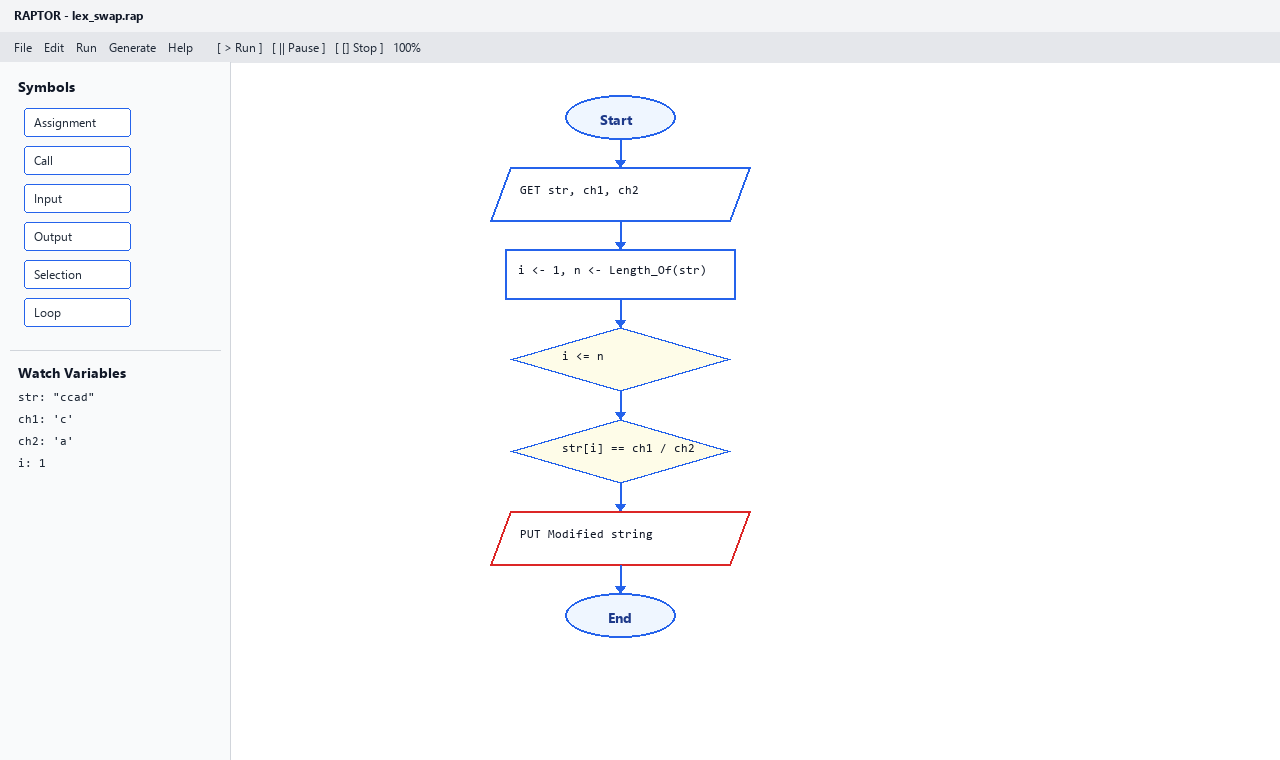 RAPTOR - lex_swap.rap
File Edit Run Generate Help [ > Run ] [ || Pause ] [ [] Stop ] 100%
Symbols
Assignment
Call
Input
Output
Selection
Loop
Watch Variables
str: "ccad"
ch1: 'c'
ch2: 'a'
i: 1
Start
GET str, ch1, ch2
i <- 1, n <- Length_Of(str)
i <= n
str[i] == ch1 / ch2
PUT Modified string
End